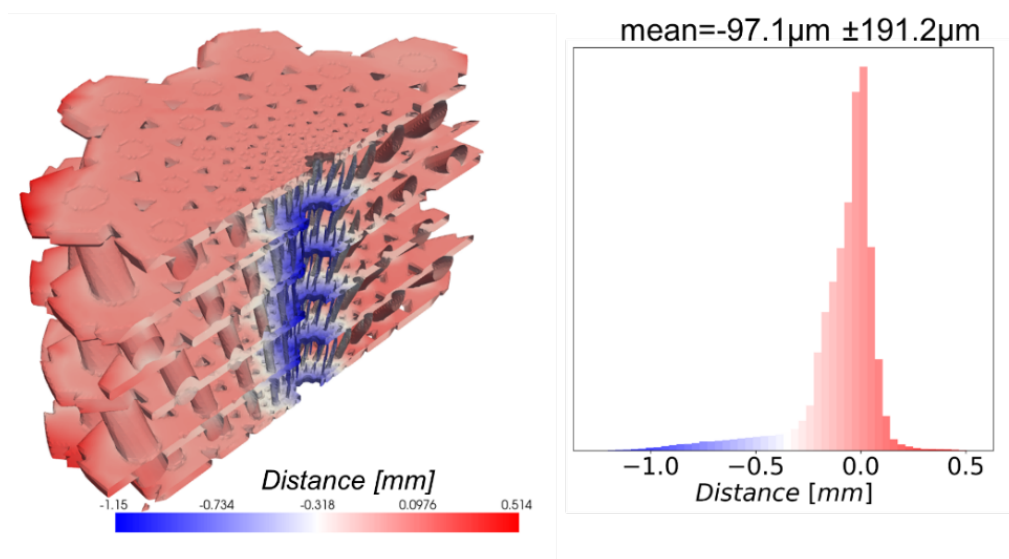 mean=-97.1μm ±191.2μm
Distance [mm]
-1.15 -0.734 -0.318 0.0976 0.514
−1.0 −0.5 0.0 0.5
Distance [mm]